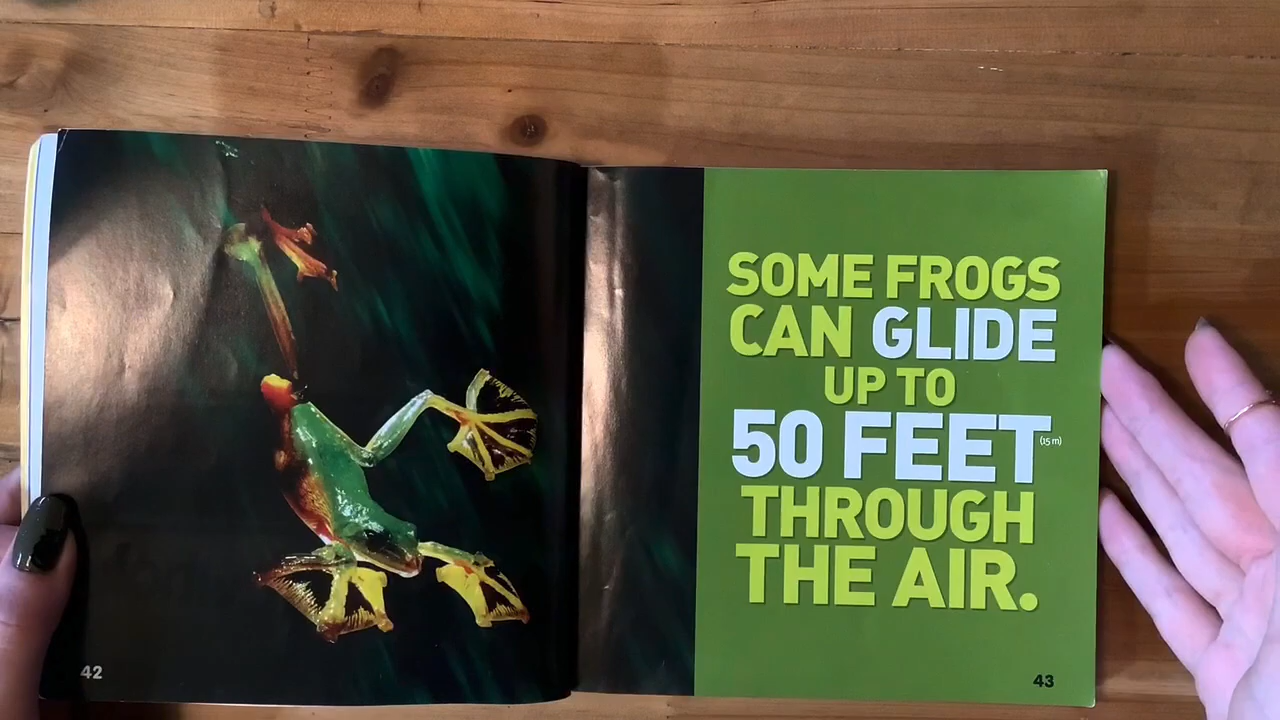 SOME FROGS
CAN GLIDE
UP TO
50 FEET (15 m)
THROUGH
THE AIR.
42
43